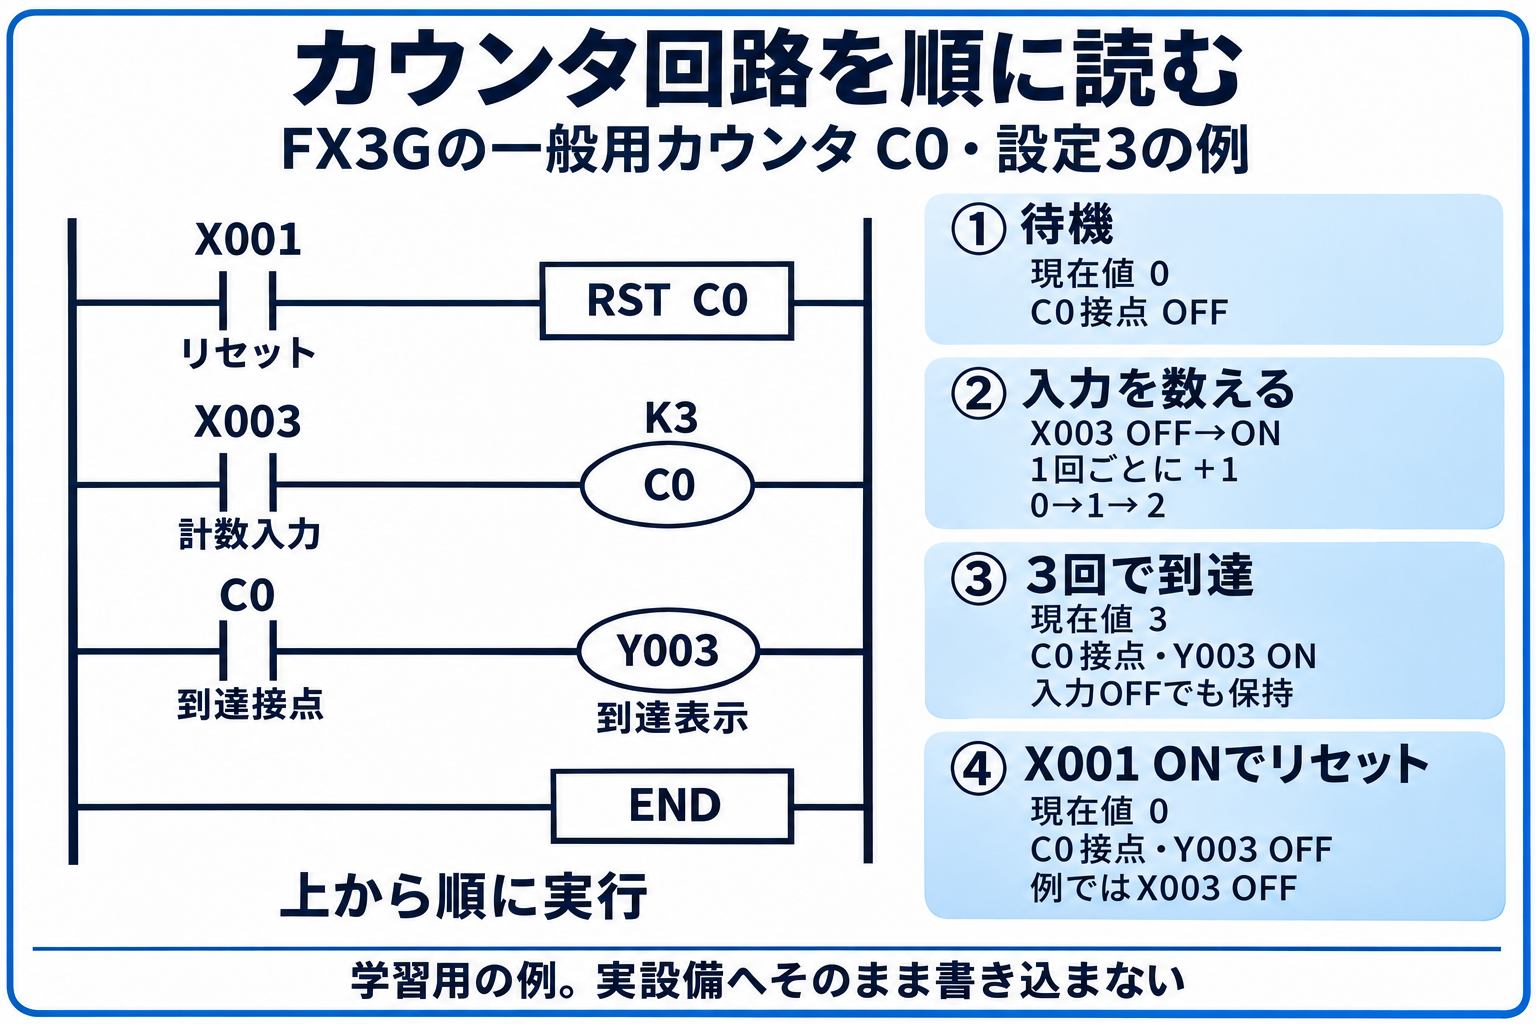 カウンタ回路を順に読む
FX3Gの一般用カウンタ C0・設定3の例
X001
RST C0
リセット
X003
K3
C0
計数入力
C0
Y003
到達接点
到達表示
END
上から順に実行
① 待機
現在値 0
C0接点 OFF
② 入力を数える
X003 OFF→ON
1回ごとに +1
0→1→2
③ 3回で到達
現在値 3
C0接点・Y003 ON
入力OFFでも保持
④ X001 ONでリセット
現在値 0
C0接点・Y003 OFF
例ではX003 OFF
学習用の例。実設備へそのまま書き込まない